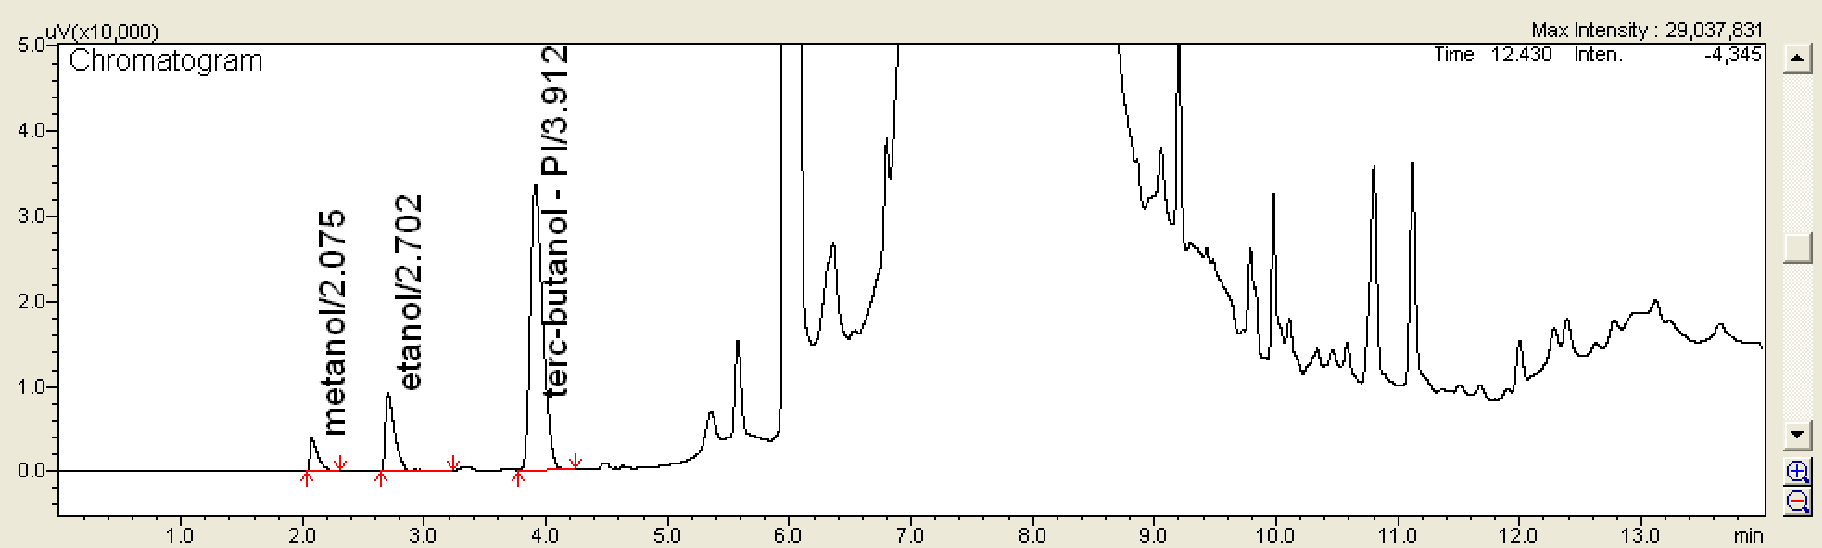 uV(x10,000)
Max Intensity : 29,037,831
Chromatogram
Time 12.430 Inten. -4,345
5.0
4.0
3.0
2.0
1.0
0.0
metanol/2.075
etanol/2.702
terc-butanol - PI/3.912
1.0 2.0 3.0 4.0 5.0 6.0 7.0 8.0 9.0 10.0 11.0 12.0 13.0 min